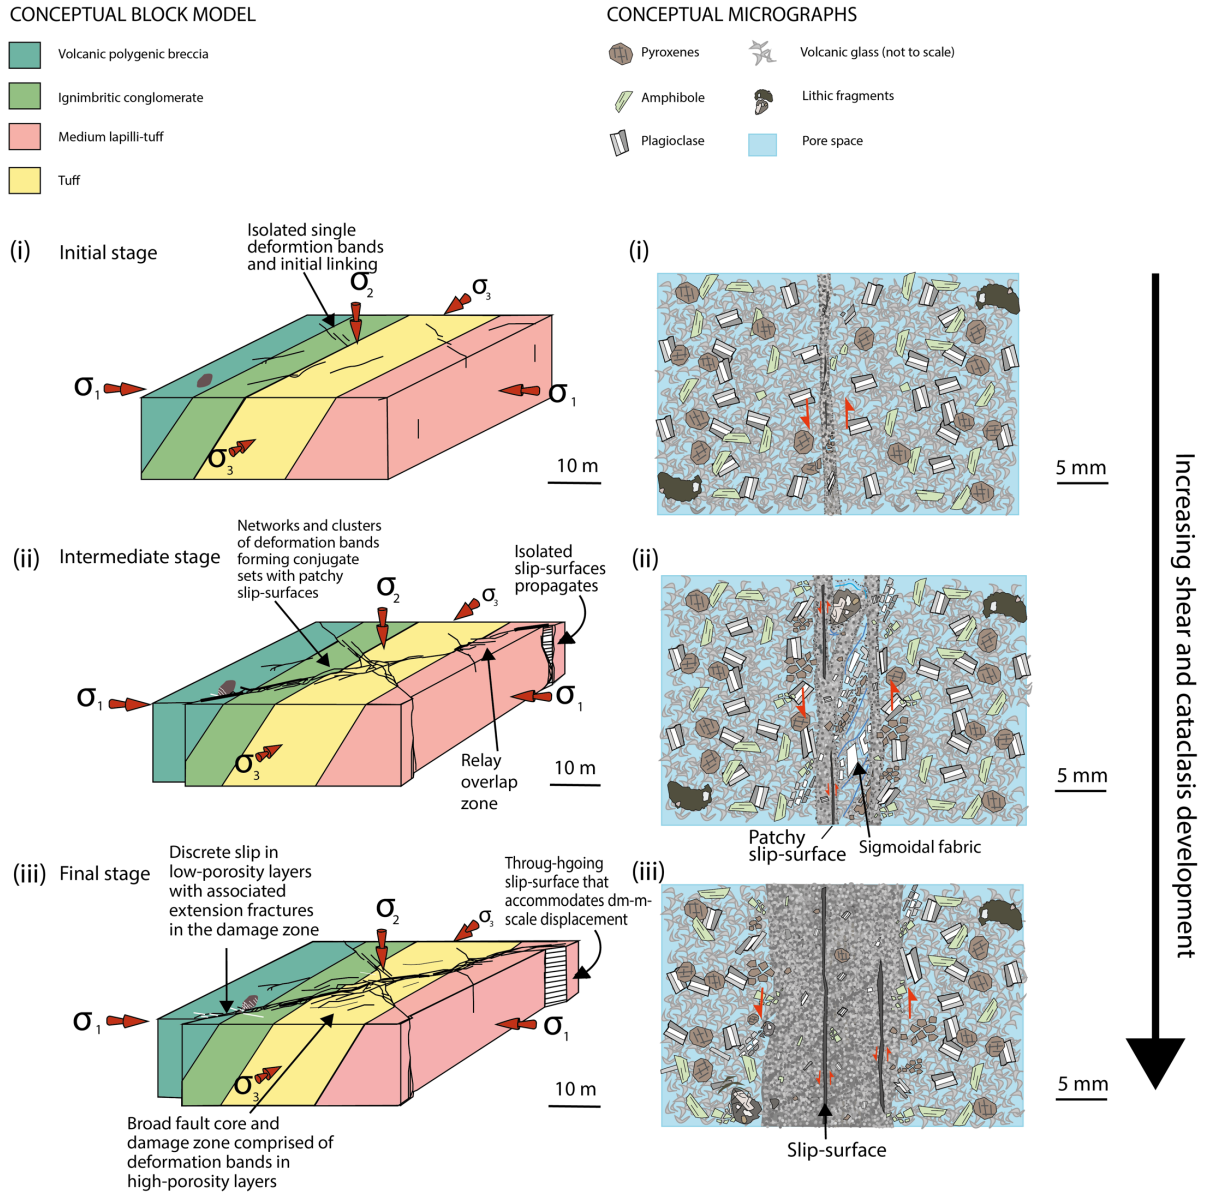 CONCEPTUAL BLOCK MODEL
Volcanic polygenic breccia
Ignimbritic conglomerate
Medium lapilli-tuff
Tuff
CONCEPTUAL MICROGRAPHS
Pyroxenes
Volcanic glass (not to scale)
Amphibole
Lithic fragments
Plagioclase
Pore space
(i) Initial stage
Isolated single
deformtion bands
and initial linking
σ2
σ3
σ1
σ1
σ3
10 m
(i)
5 mm
(ii) Intermediate stage
Networks and clusters
of deformation bands
forming conjugate
sets with patchy
slip-surfaces
Isolated
slip-surfaces
propagates
σ2
σ3
σ1
σ1
σ3
Relay
overlap
zone
10 m
(ii)
5 mm
Patchy
slip-surface
Sigmoidal fabric
(iii) Final stage
Discrete slip in
low-porosity layers
with associated
extension fractures
in the damage zone
Throug-hgoing
slip-surface that
accommodates dm-m-
scale displacement
σ2
σ3
σ1
σ1
σ3
10 m
Broad fault core and
damage zone comprised of
deformation bands in
high-porosity layers
(iii)
5 mm
Slip-surface
Increasing shear and cataclasis development